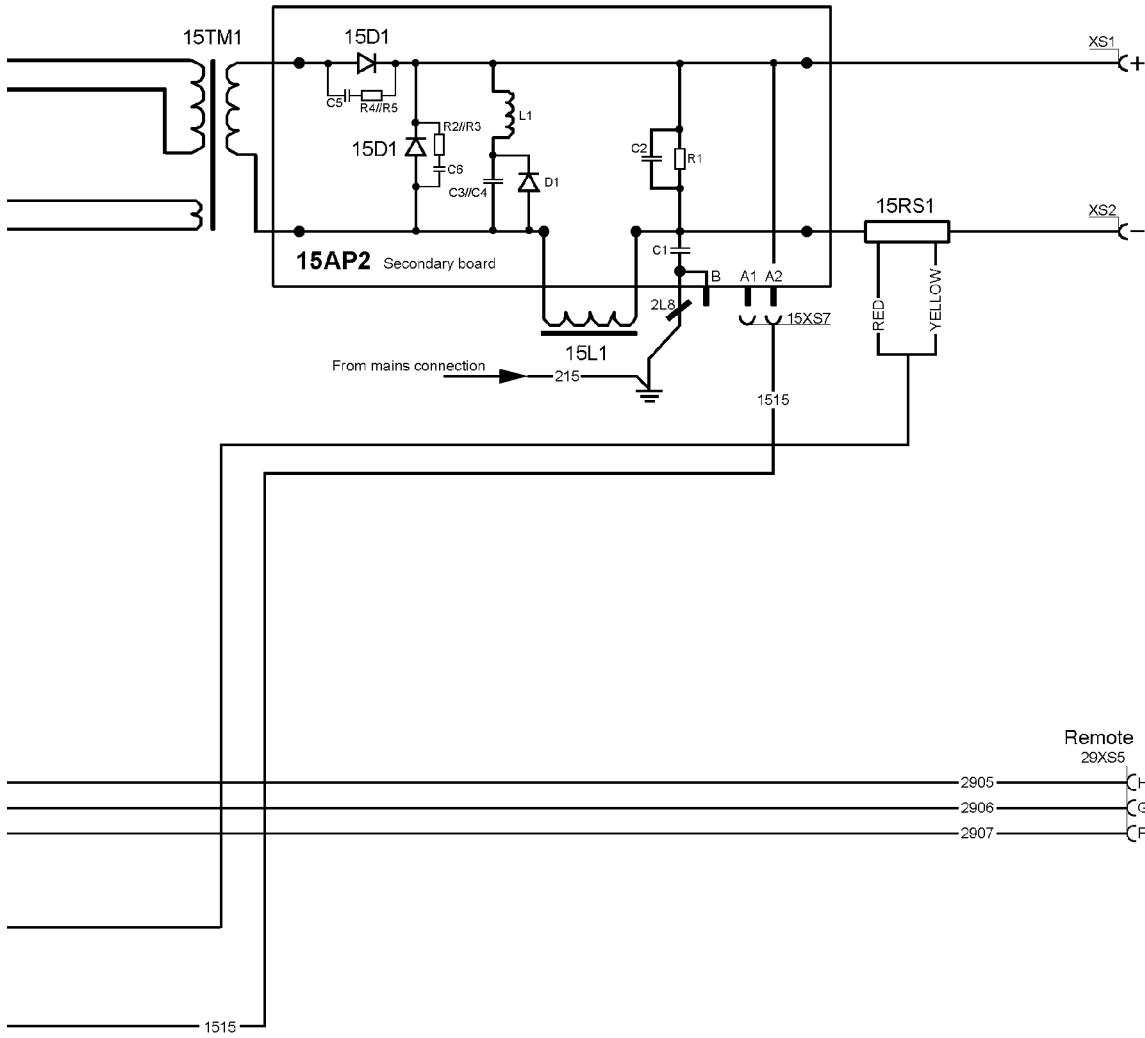 15TM1
15D1
XS1
+
C5
R4//R5
L1
R2//R3
15D1
C6
C3//C4
D1
C2
R1
15RS1
XS2
−
15AP2 Secondary board
C1
B
A1
A2
2L8
15XS7
RED
YELLOW
15L1
From mains connection
215
1515
Remote
29XS5
2905
H
2906
G
2907
F
1515